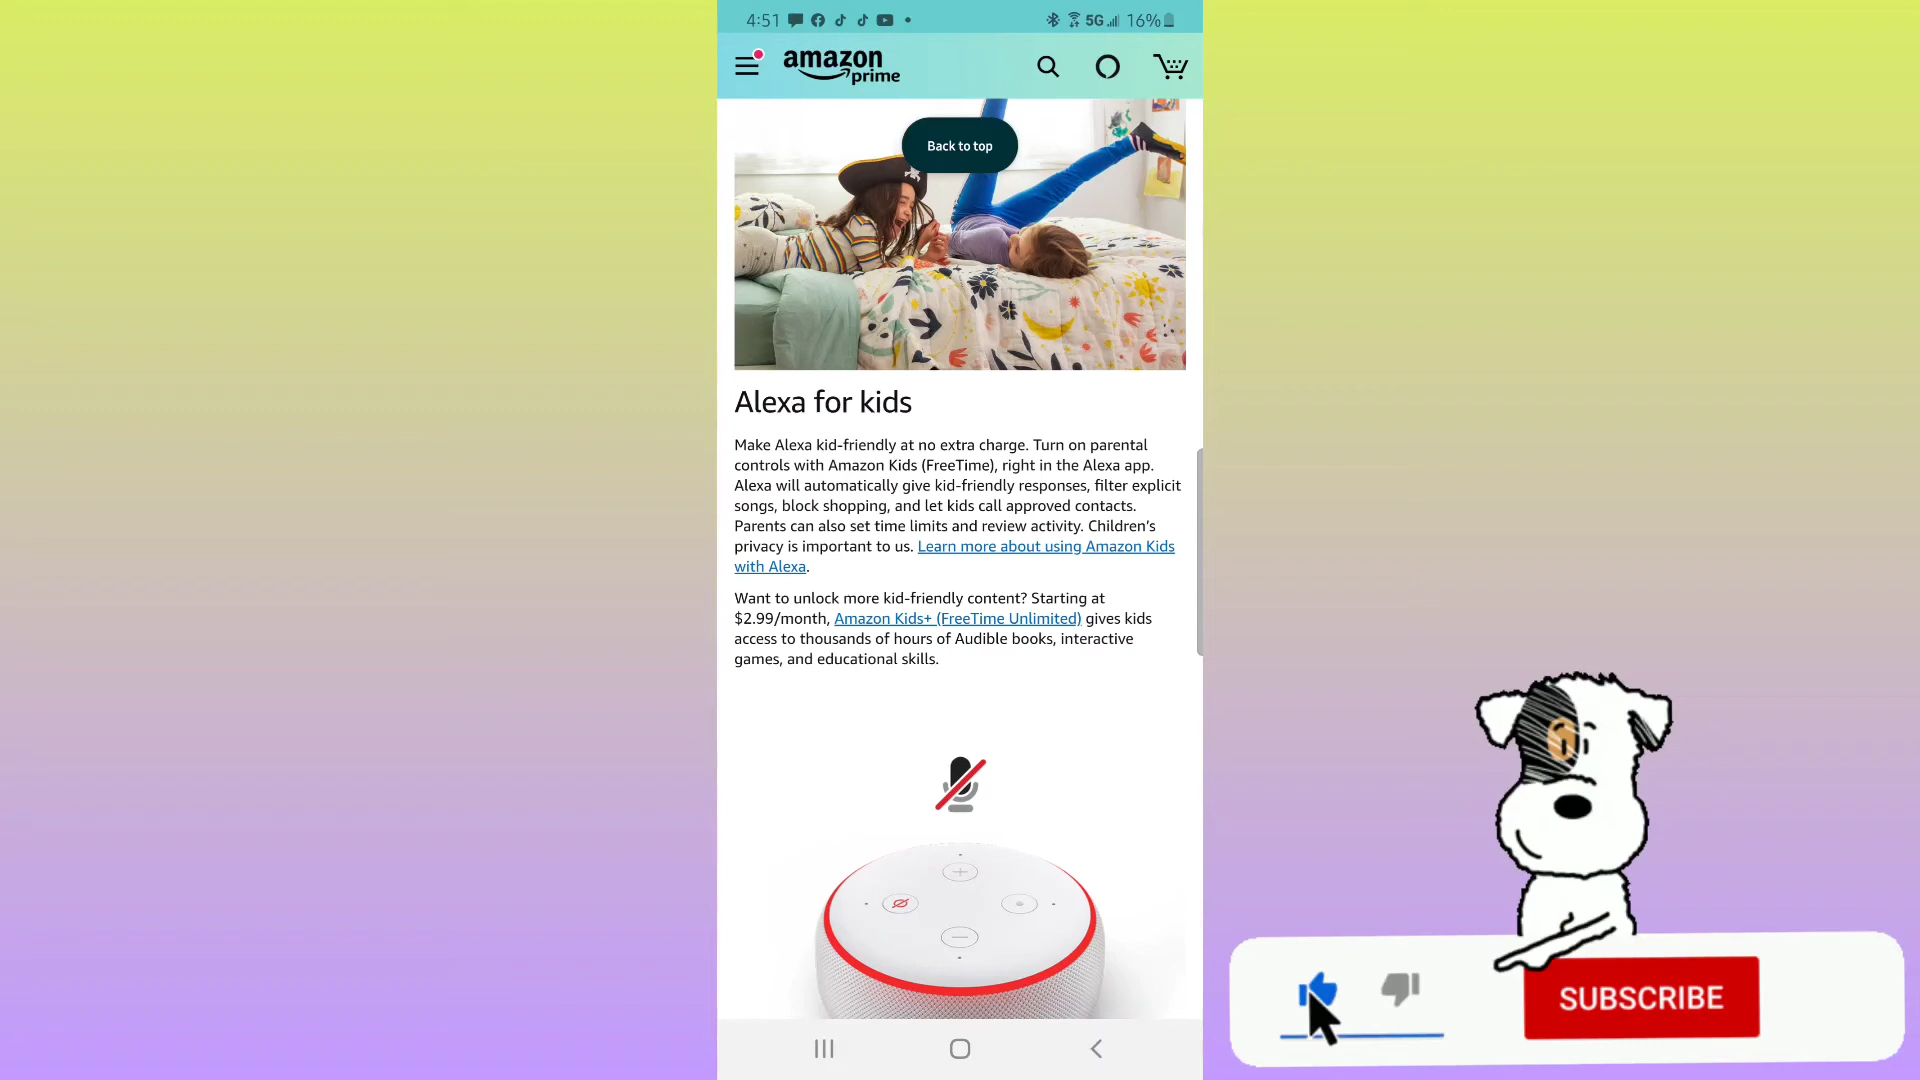 4:51
5G
16%
amazon
prime
Back to top
Alexa for kids
Make Alexa kid-friendly at no extra charge. Turn on parental
controls with Amazon Kids (FreeTime), right in the Alexa app.
Alexa will automatically give kid-friendly responses, filter explicit
songs, block shopping, and let kids call approved contacts.
Parents can also set time limits and review activity. Children’s
privacy is important to us. Learn more about using Amazon Kids
with Alexa.
Want to unlock more kid-friendly content? Starting at
$2.99/month, Amazon Kids+ (FreeTime Unlimited) gives kids
access to thousands of hours of Audible books, interactive
games, and educational skills.
SUBSCRIBE